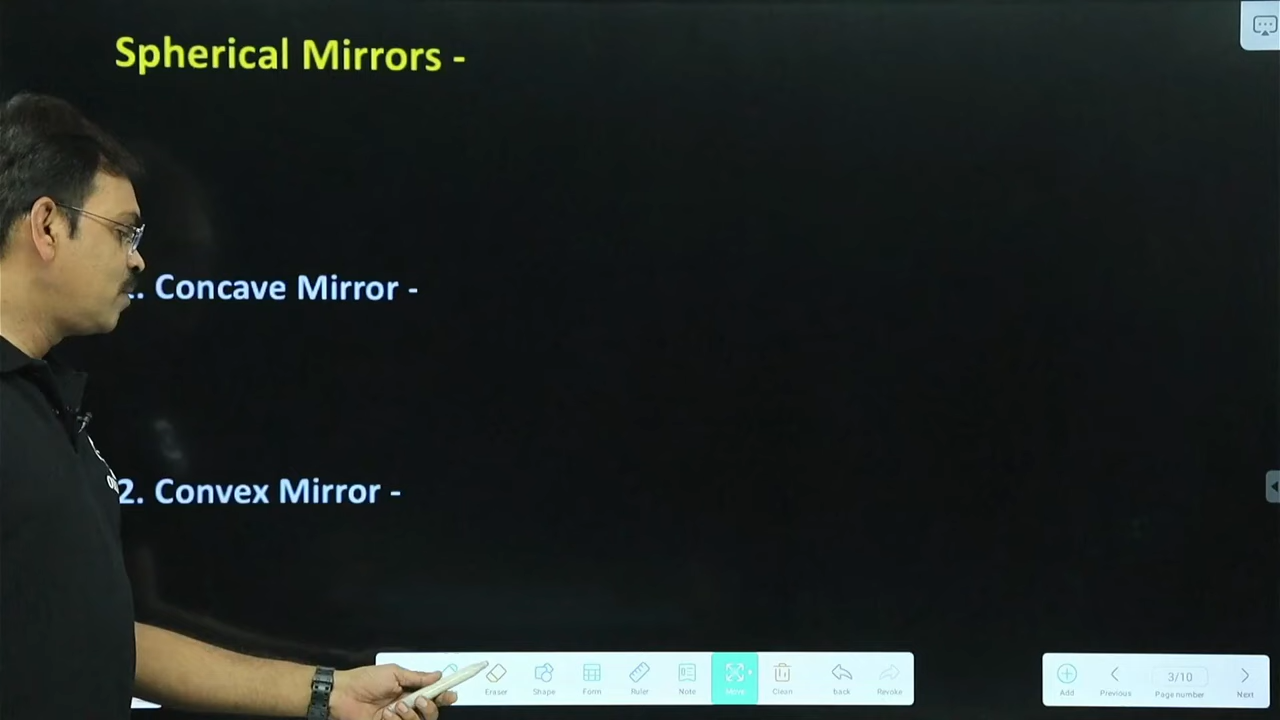 Spherical Mirrors -
. Concave Mirror -
2. Convex Mirror -
Eraser Shape Form Ruler Note Move Clean back Revoke
Add Previous 3/10 Page number Next